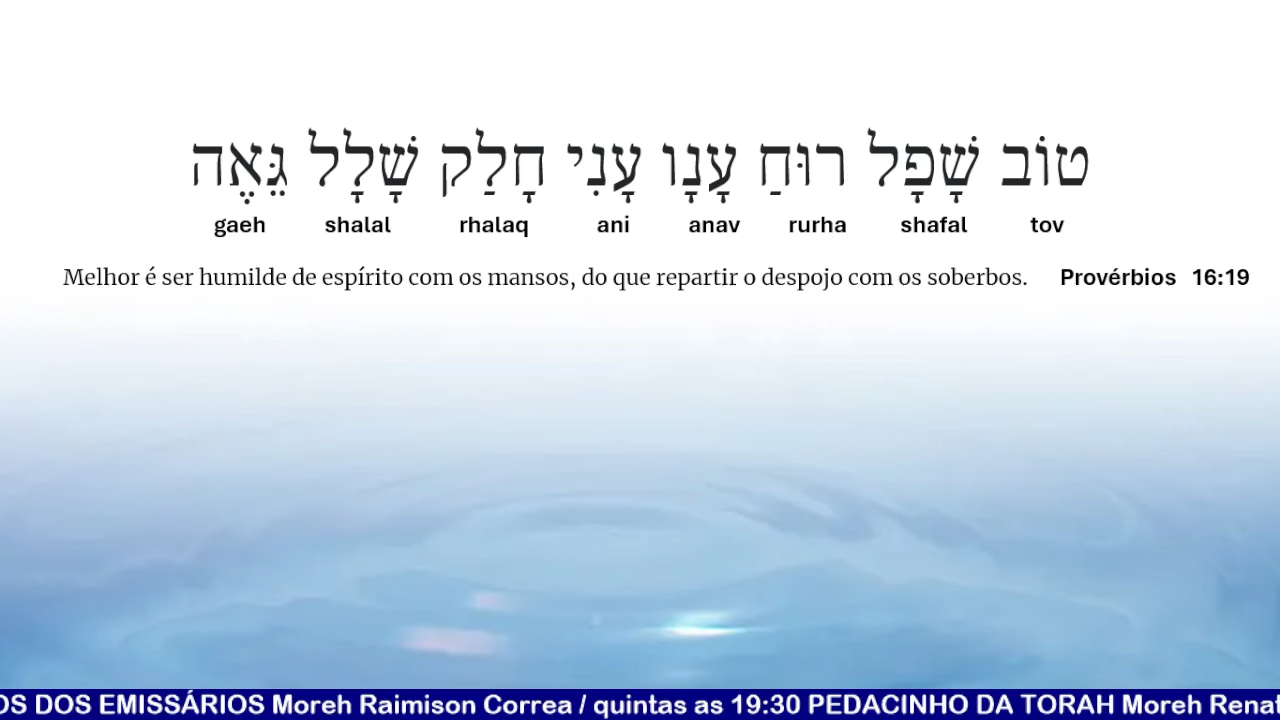 טוֹב שָׁפָל רוּחַ עָנָו עָנִי חָלַק שָׁלָל גֵּאֶה
gaeh shalal rhalaq ani anav rurha shafal tov
Melhor é ser humilde de espírito com os mansos, do que repartir o despojo com os soberbos. Provérbios 16:19
OS DOS EMISSÁRIOS Moreh Raimison Correa / quintas as 19:30 PEDACINHO DA TORAH Moreh Renat